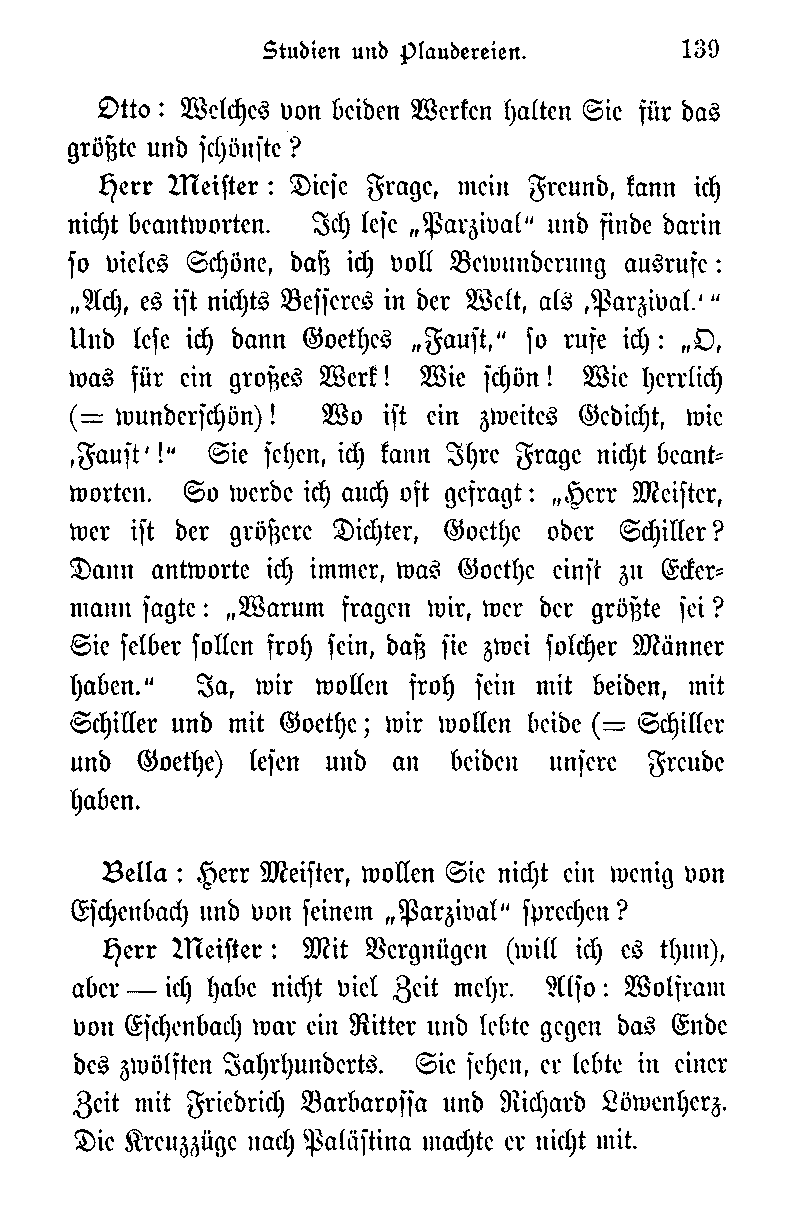 Studien und Plaudereien. 139
Otto: Welches von beiden Werken halten Sie für das
größte und schönste?
Herr Meister: Diese Frage, mein Freund, kann ich
nicht beantworten. Ich lese „Parzival“ und finde darin
so vieles Schöne, daß ich voll Bewunderung ausrufe:
„Ach, es ist nichts Besseres in der Welt, als ‚Parzival.‘“
Und lese ich dann Goethes „Faust,“ so rufe ich: „O,
was für ein großes Werk! Wie schön! Wie herrlich
(= wunderschön)! Wo ist ein zweites Gedicht, wie
‚Faust‘!“ Sie sehen, ich kann Ihre Frage nicht beant-
worten. So werde ich auch oft gefragt: „Herr Meister,
wer ist der größere Dichter, Goethe oder Schiller?
Dann antworte ich immer, was Goethe einst zu Ecker-
mann sagte: „Warum fragen wir, wer der größte sei?
Sie selber sollen froh sein, daß sie zwei solcher Männer
haben.“ Ja, wir wollen froh sein mit beiden, mit
Schiller und mit Goethe; wir wollen beide (= Schiller
und Goethe) lesen und an beiden unsere Freude
haben.
Bella: Herr Meister, wollen Sie nicht ein wenig von
Eschenbach und von seinem „Parzival“ sprechen?
Herr Meister: Mit Vergnügen (will ich es thun),
aber — ich habe nicht viel Zeit mehr. Also: Wolfram
von Eschenbach war ein Ritter und lebte gegen das Ende
des zwölften Jahrhunderts. Sie sehen, er lebte in einer
Zeit mit Friedrich Barbarossa und Richard Löwenherz.
Die Kreuzzüge nach Palästina machte er nicht mit.